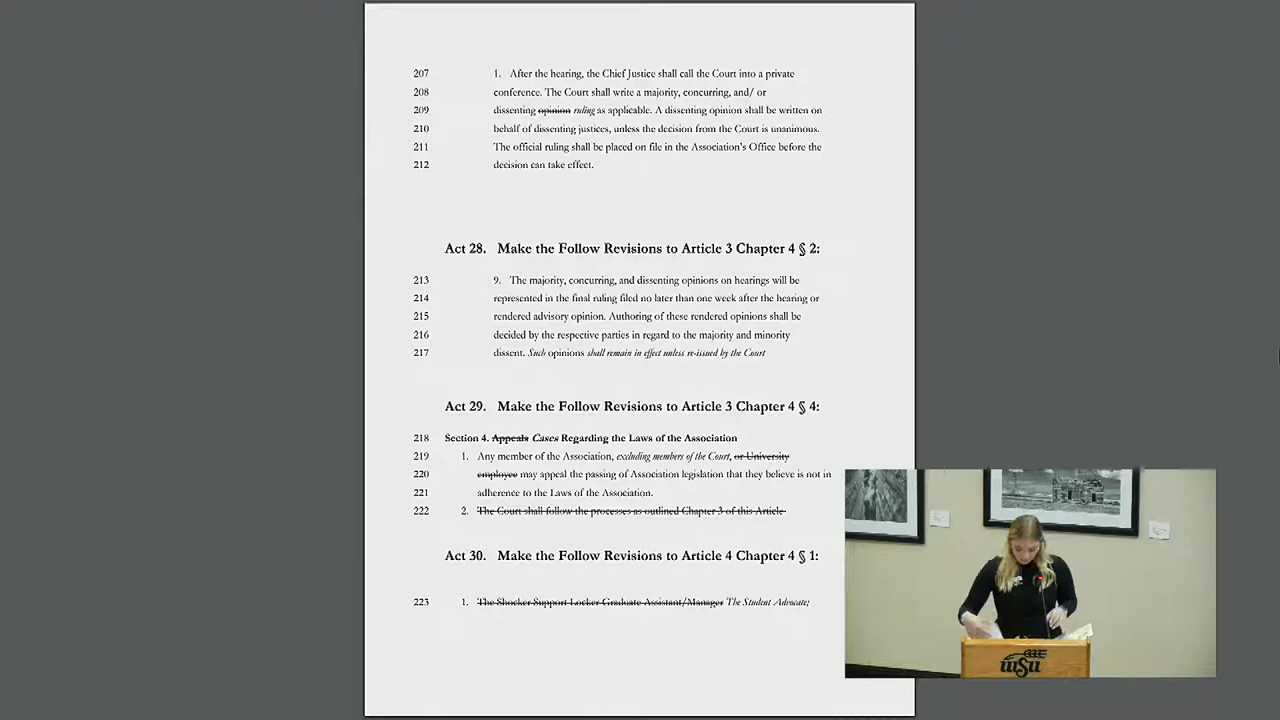 207 1. After the hearing, the Chief Justice shall call the Court into a private
208 conference. The Court shall write a majority, concurring, and/ or
209 dissenting opinion ruling as applicable. A dissenting opinion shall be written on
210 behalf of dissenting justices, unless the decision from the Court is unanimous.
211 The official ruling shall be placed on file in the Association's Office before the
212 decision can take effect.
Act 28. Make the Follow Revisions to Article 3 Chapter 4 § 2:
213 9. The majority, concurring, and dissenting opinions on hearings will be
214 represented in the final ruling filed no later than one week after the hearing or
215 rendered advisory opinion. Authoring of these rendered opinions shall be
216 decided by the respective parties in regard to the majority and minority
217 dissent. Such opinions shall remain in effect unless re-issued by the Court
Act 29. Make the Follow Revisions to Article 3 Chapter 4 § 4:
218 Section 4. Appeals Cases Regarding the Laws of the Association
219 1. Any member of the Association, excluding members of the Court, or University
220 employee may appeal the passing of Association legislation that they believe is not in
221 adherence to the Laws of the Association.
222 2. The Court shall follow the processes as outlined Chapter 3 of this Article
Act 30. Make the Follow Revisions to Article 4 Chapter 4 § 1:
223 1. The Shocker Support Locker Graduate Assistant/Manager The Student Advocate;
WSU